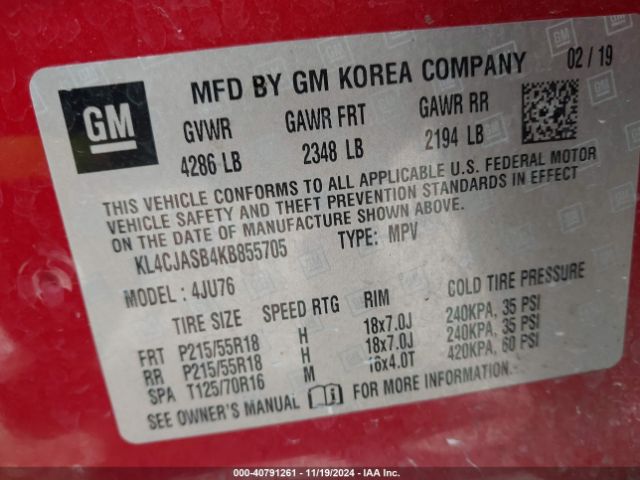 MFD BY GM KOREA COMPANY 02 / 19
GM
GVWR GAWR FRT GAWR RR
4286 LB 2348 LB 2194 LB
THIS VEHICLE CONFORMS TO ALL APPLICABLE U.S. FEDERAL MOTOR
VEHICLE SAFETY AND THEFT PREVENTION STANDARDS IN EFFECT
ON THE DATE OF MANUFACTURE SHOWN ABOVE.
KL4CJASB4KB855705 TYPE: MPV
MODEL : 4JU76
TIRE SIZE SPEED RTG RIM COLD TIRE PRESSURE
FRT P215/55R18 H 18x7.0J 240KPA, 35 PSI
RR P215/55R18 H 18x7.0J 240KPA, 35 PSI
SPA T125/70R16 M 16x4.0T 420KPA, 60 PSI
SEE OWNER'S MANUAL FOR MORE INFORMATION.
000-40791261 - 11/19/2024 - IAA Inc.